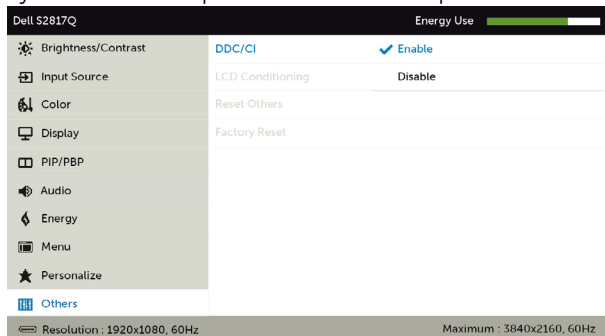 Dell S2817Q Energy Use
Brightness/Contrast DDC/CI Enable
Input Source LCD Conditioning Disable
Color Reset Others
Display Factory Reset
PIP/PBP
Audio
Energy
Menu
Personalize
Others
Resolution : 1920x1080, 60Hz Maximum : 3840x2160, 60Hz